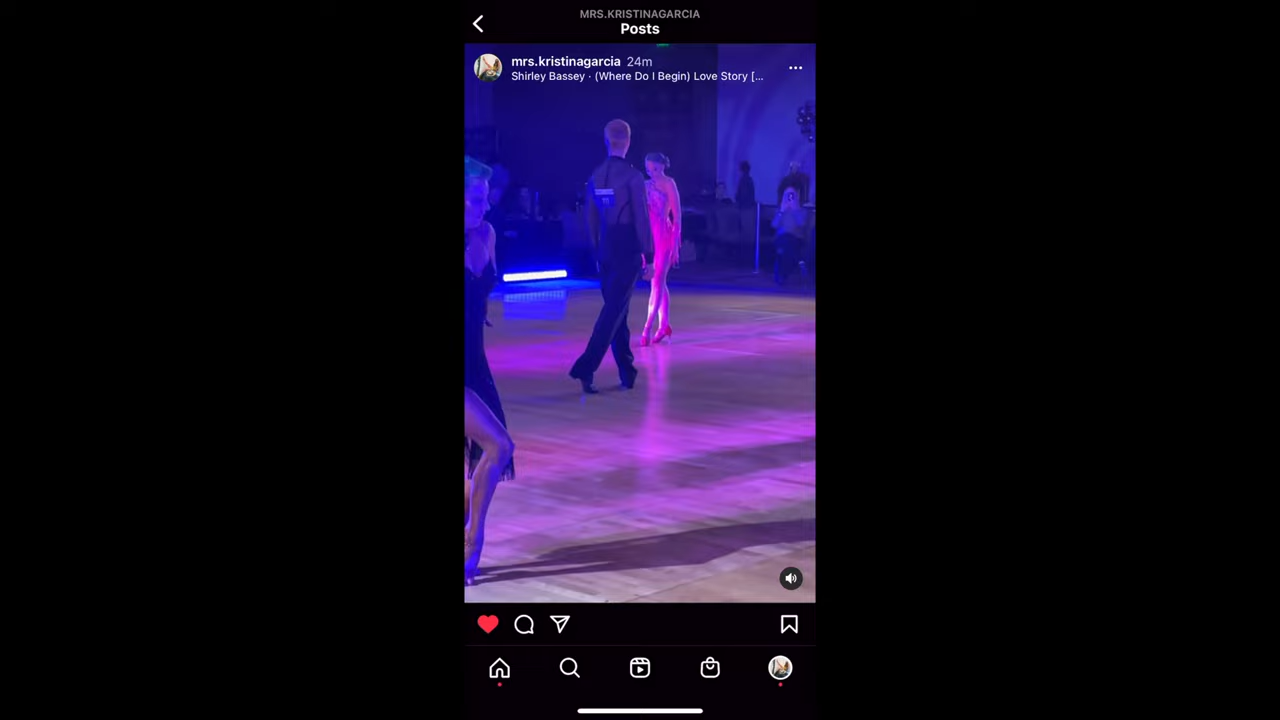 MRS.KRISTINAGARCIA
Posts
mrs.kristinagarcia 24m
Shirley Bassey · (Where Do I Begin) Love Story [...